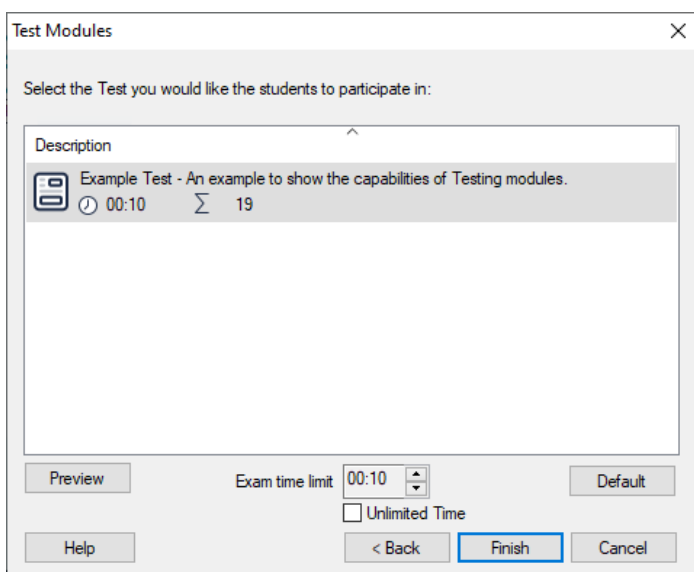 Test Modules
Select the Test you would like the students to participate in:
Description
Example Test - An example to show the capabilities of Testing modules.
00:10 Σ 19
Preview
Exam time limit 00:10
Default
Unlimited Time
Help
< Back
Finish
Cancel